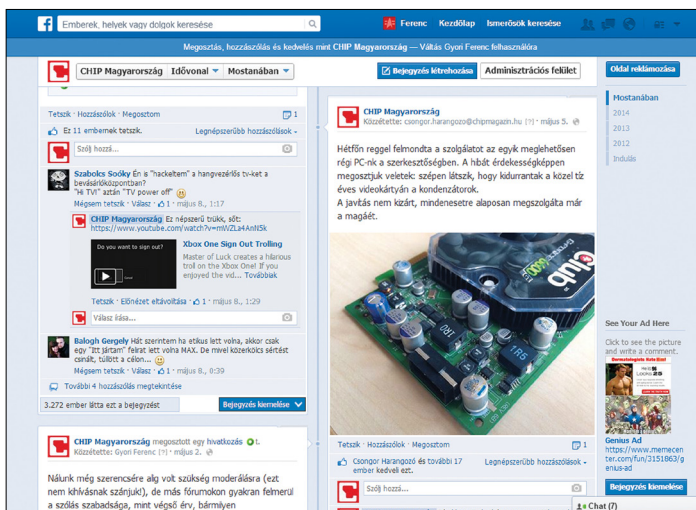 Emberek, helyek vagy dolgok keresése
Ferenc Kezdőlap Ismerősök keresése
Megosztás, hozzászólás és kedvelés mint CHIP Magyarország — Váltás Gyori Ferenc felhasználóra
CHIP Magyarország Idővonal Mostanában
Bejegyzés létrehozása
Adminisztrációs felület
Oldal reklámozása
Mostanában
2014
2013
2012
Indulás
Tetszik · Hozzászólok · Megosztom 1
Ez 11 embernek tetszik. Legnépszerűbb hozzászólások
Szólj hozzá...
Szabolcs Soóky Én is "hackeltem" a hangvezérlős tv-ket a
bevásárlóközpontban?
"Hi TV!" aztán "TV power off"
Mégsem tetszik · Válasz · 1 · május 8., 1:17
CHIP Magyarország Ez népszerű trükk, sőt:
https://www.youtube.com/watch?v=mWZLa4AnN5k
Do you want to sign out?
Xbox One Sign Out Trolling
Master of Luck creates a hilarious
troll on the Xbox One! If you
enjoyed the vid... Továbbiak
Tetszik · Előnézet eltávolítása · 1 · május 8., 1:29
Válasz írása...
Balogh Gergely Hát szerintem ha etikus lett volna, akkor csak
egy "Itt jártam" felirat lett volna MAX. De mivel közerkölcs sértést
csinált, túllőtt a célon...
Mégsem tetszik · Válasz · 1 · május 8., 0:39
További 4 hozzászólás megtekintése
3.272 ember látta ezt a bejegyzést
Bejegyzés kiemelése
CHIP Magyarország megosztott egy hivatkozást
Közzétette: Gyori Ferenc [?] · május 2.
Nálunk még szerencsére alig volt szükség moderálásra (ezt
nem kihívásnak szánjuk!), de más fórumokon gyakran felmerül
a szólás szabadsága, mint végső érv, bármilyen
CHIP Magyarország
Közzétette: csongor.harangozo@chipmagazin.hu [?] · május 5.
Hétfőn reggel felmondta a szolgálatot az egyik meglehetősen
régi PC-nk a szerkesztőségben. A hibát érdekességképpen
megosztjuk veletek: szépen látszik, hogy kidurrantak a közel tíz
éves videokártyán a kondenzátorok.
A javítás nem kizárt, mindenesetre alaposan megszolgálta már
a magáét.
Club
6600
1R0
1R5
Tetszik · Hozzászólok · Megosztom 1
Csongor Harangozó és további 17
ember kedveli ezt.
Legnépszerűbb hozzászólások
Szólj hozzá...
See Your Ad Here
Click to see the picture
and write a comment.
Genius Ad
https://www.memecen
ter.com/fun/3151863/g
enius-ad
Bejegyzés kiemelése
Chat (7)